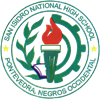 SAN ISIDRO NATIONAL HIGH SCHOOL
PONTEVEDRA, NEGROS OCCIDENTAL